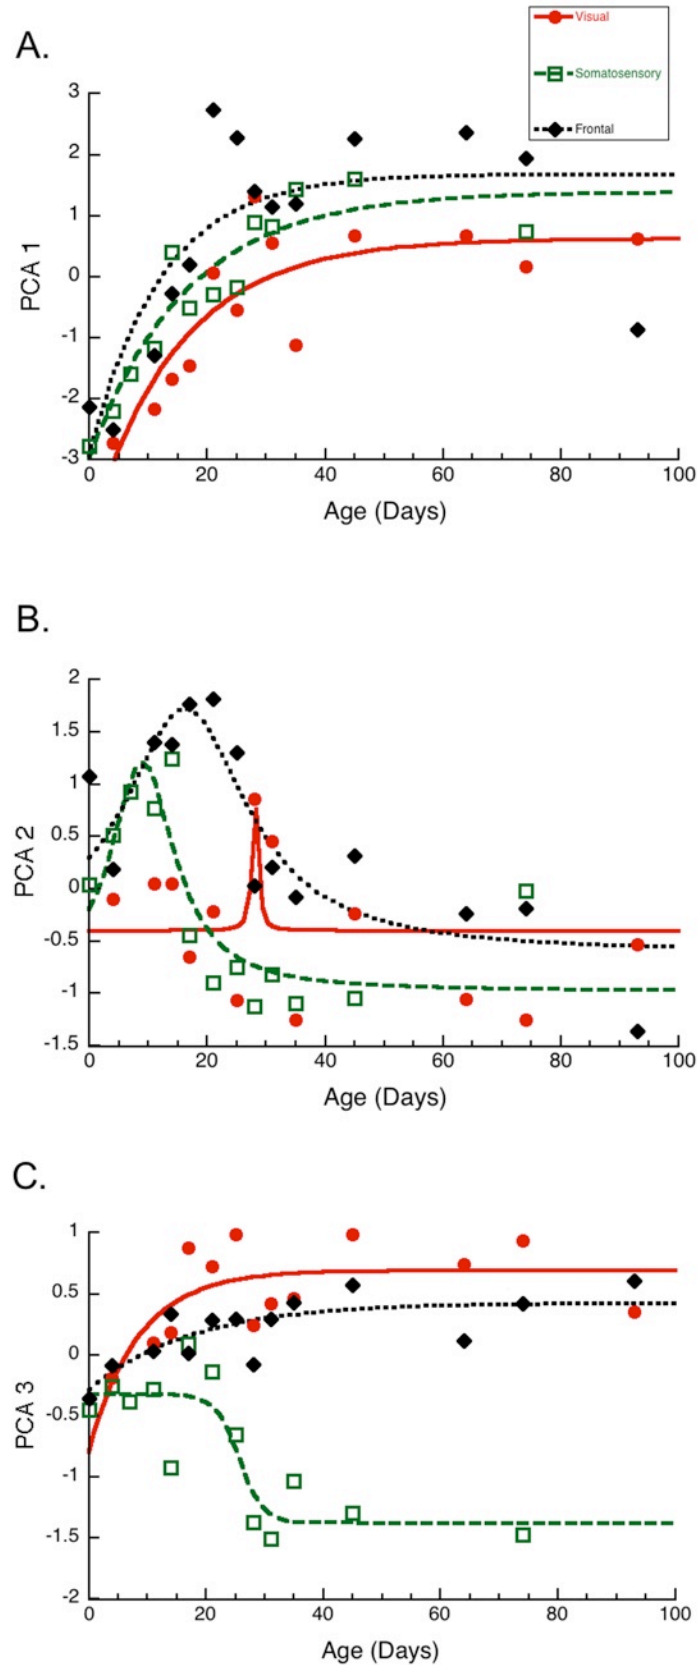 A.
Visual
Somatosensory
Frontal
3
2
1
0
-1
-2
-3
PCA 1
0 20 40 60 80 100
Age (Days)
B.
2
1.5
1
0.5
0
-0.5
-1
-1.5
PCA 2
0 20 40 60 80 100
Age (Days)
C.
1
0.5
0
-0.5
-1
-1.5
-2
PCA 3
0 20 40 60 80 100
Age (Days)